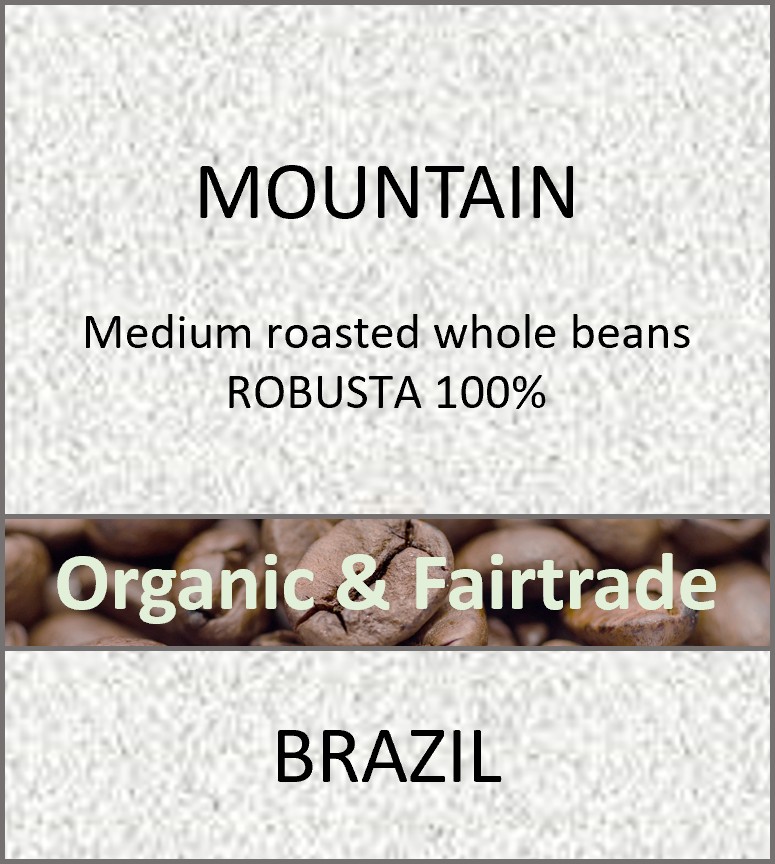 MOUNTAIN
Medium roasted whole beans
ROBUSTA 100%
Organic & Fairtrade
BRAZIL